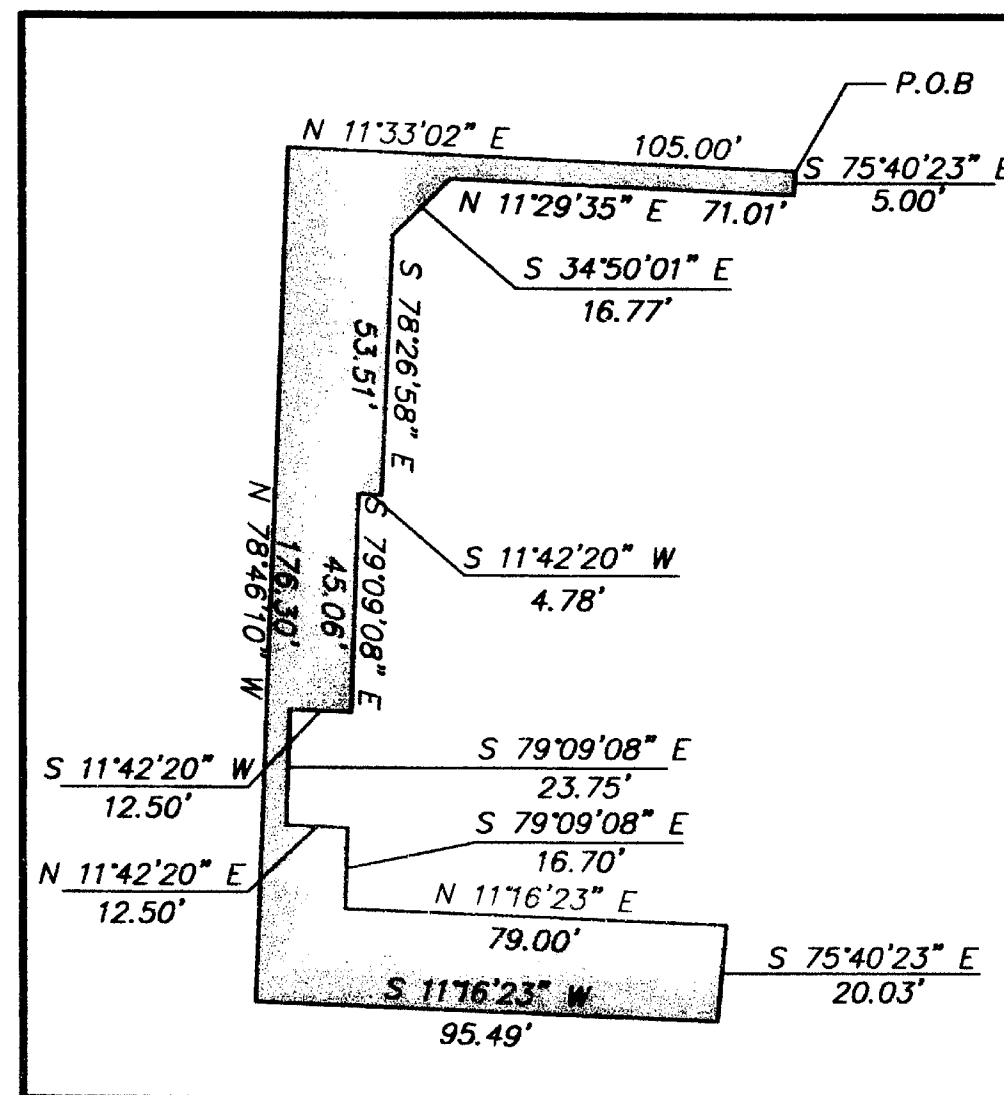 P.O.B
N 11°33'02" E
105.00'
S 75°40'23" E
5.00'
N 11°29'35" E 71.01'
S 34°50'01" E
16.77'
S 78°26'58" E
53.51'
S 11°42'20" W
4.78'
S 79°09'08" E
45.06'
N 78°46'10" W
176.30'
S 11°42'20" W
12.50'
S 79°09'08" E
23.75'
S 79°09'08" E
16.70'
N 11°42'20" E
12.50'
N 11°16'23" E
79.00'
S 75°40'23" E
20.03'
S 11°16'23" W
95.49'